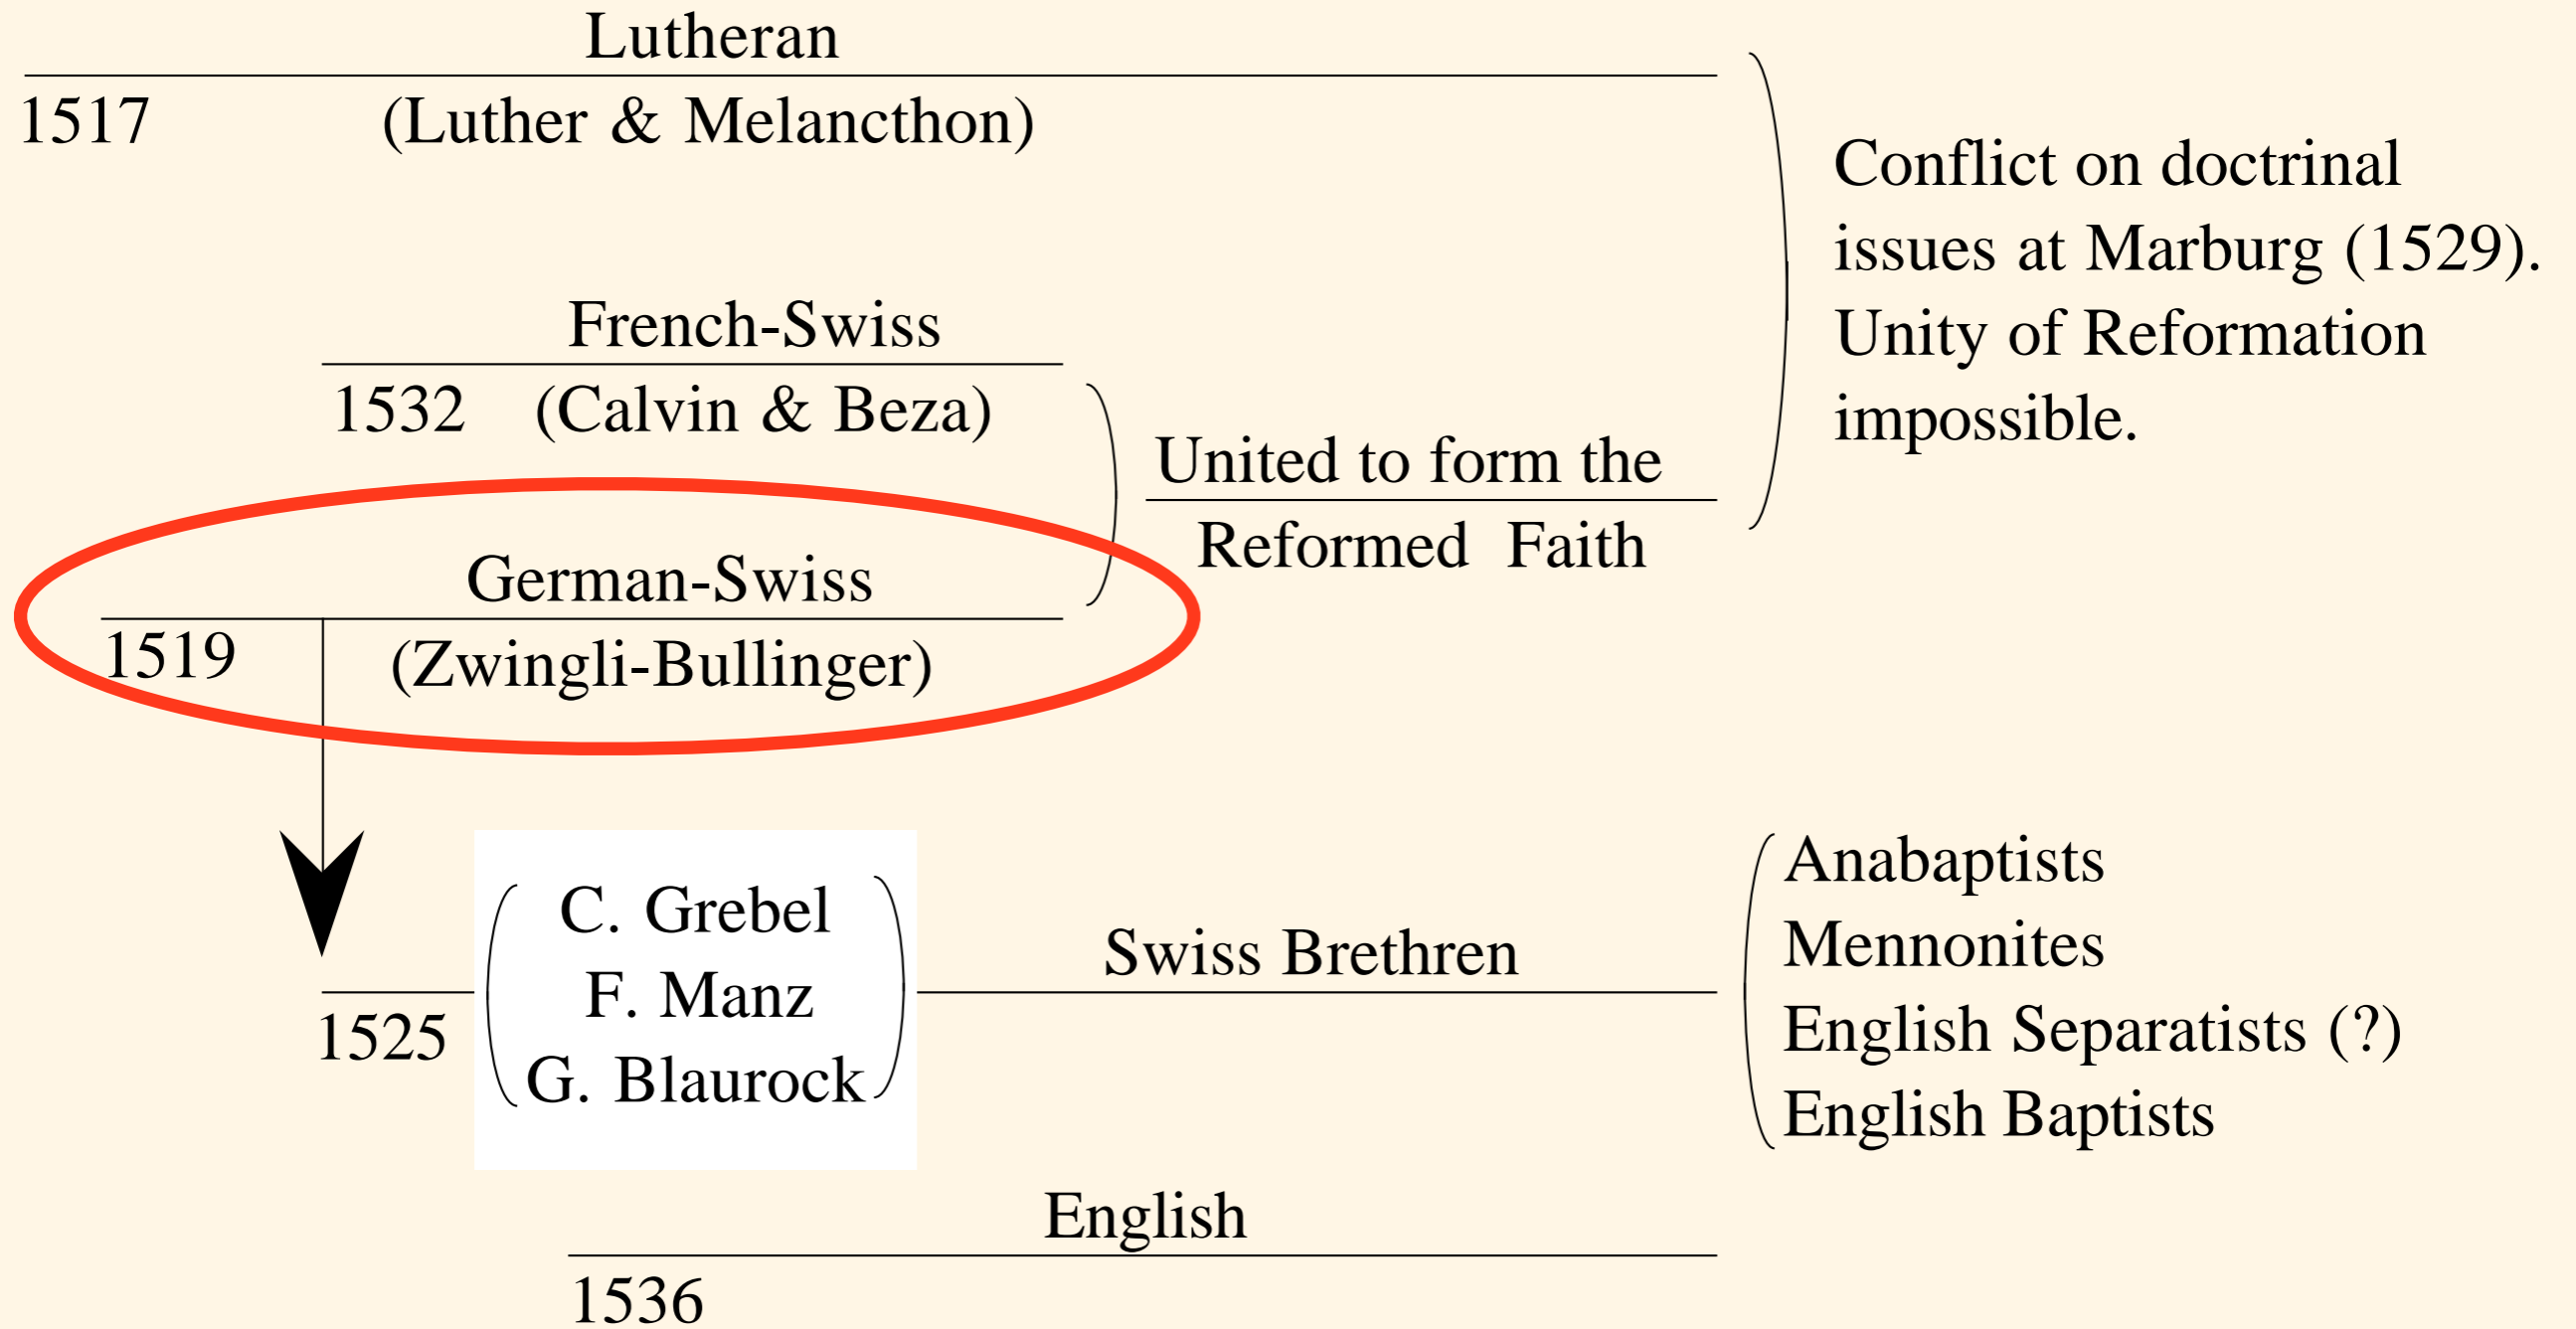 Lutheran
1517 (Luther & Melancthon)
Conflict on doctrinal
issues at Marburg (1529).
Unity of Reformation
impossible.
French-Swiss
1532 (Calvin & Beza)
United to form the
Reformed Faith
German-Swiss
1519 (Zwingli-Bullinger)
C. Grebel
F. Manz
G. Blaurock
1525
Swiss Brethren
Anabaptists
Mennonites
English Separatists (?)
English Baptists
English
1536